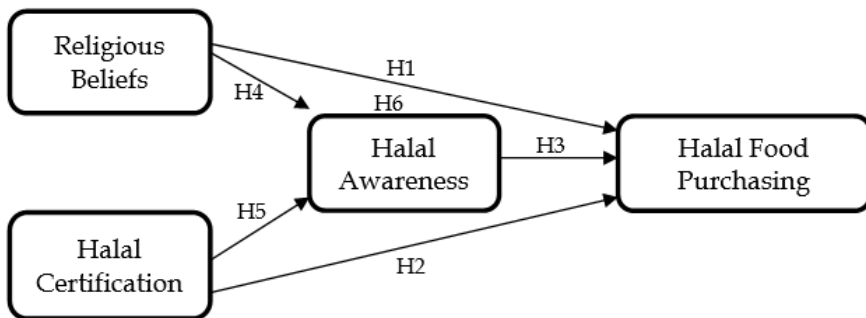 Religious
Beliefs
H1
H4
H6
Halal
Awareness
H3
Halal Food
Purchasing
H5
Halal
Certification
H2